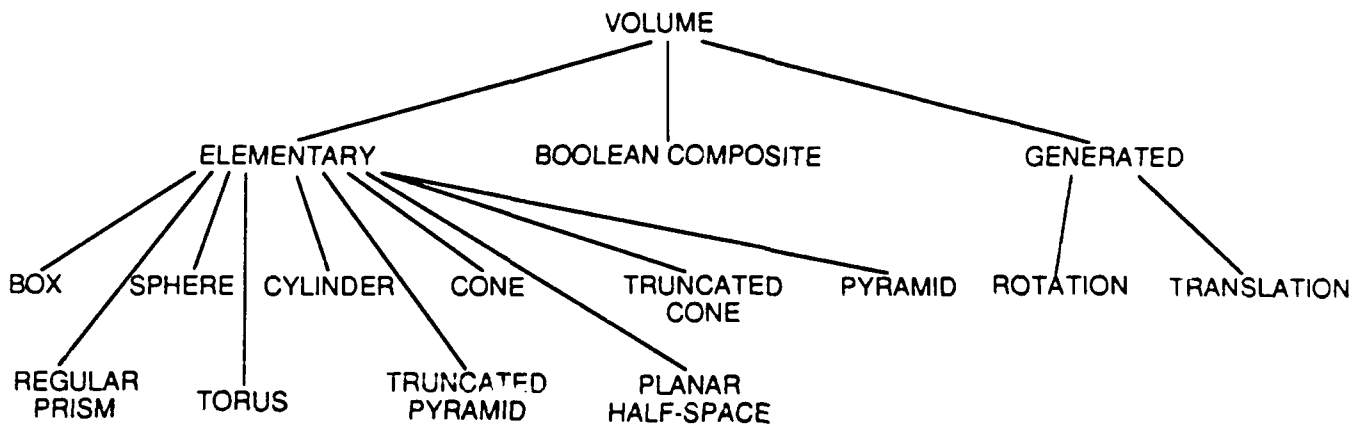 VOLUME
ELEMENTARY
BOOLEAN COMPOSITE
GENERATED
BOX
SPHERE
CYLINDER
CONE
TRUNCATED
CONE
PYRAMID
ROTATION
TRANSLATION
REGULAR
PRISM
TORUS
TRUNCATED
PYRAMID
PLANAR
HALF-SPACE